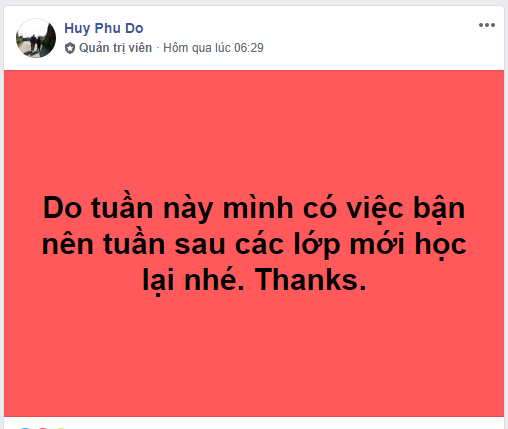 Huy Phu Do
Quản trị viên · Hôm qua lúc 06:29
Do tuần này mình có việc bận
nên tuần sau các lớp mới học
lại nhé. Thanks.